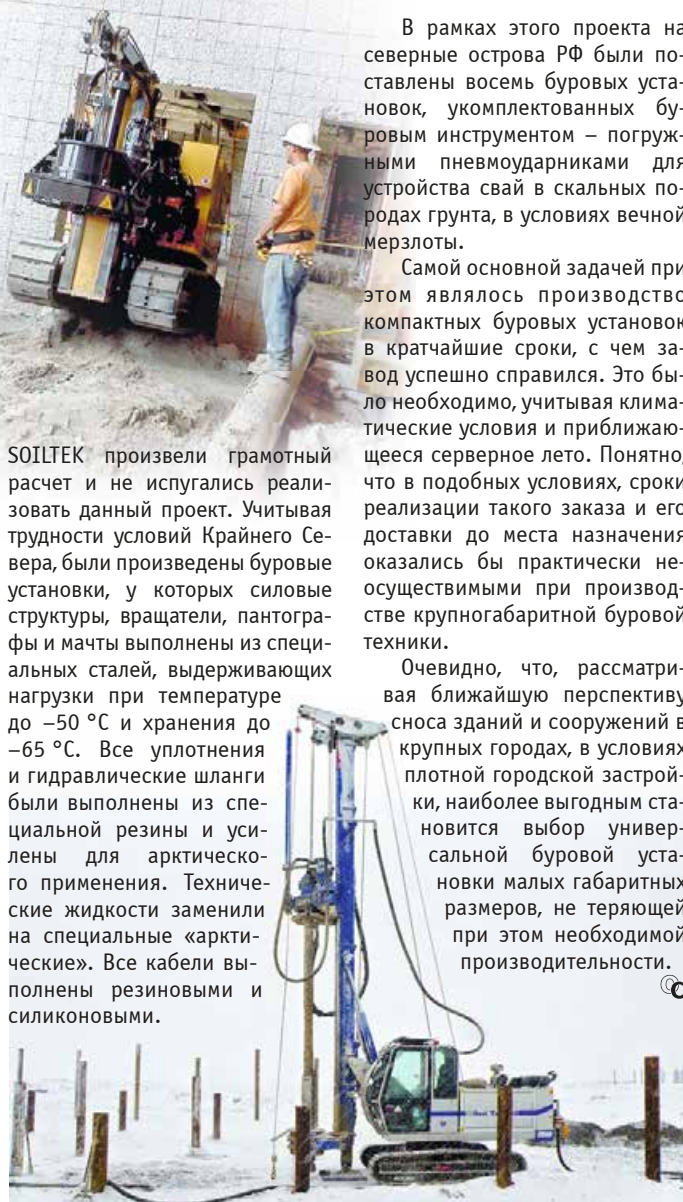 SOILTEK произвели грамотный
расчет и не испугались реали-
зовать данный проект. Учитывая
трудности условий Крайнего Се-
вера, были произведены буровые
установки, у которых силовые
структуры, вращатели, пантогра-
фы и мачты выполнены из специ-
альных сталей, выдерживающих
нагрузки при температуре
до –50 °С и хранения до
–65 °С. Все уплотнения
и гидравлические шланги
были выполнены из спе-
циальной резины и уси-
лены для арктическо-
го применения. Техниче-
ские жидкости заменили
на специальные «аркти-
ческие». Все кабели вы-
полнены резиновыми и
силиконовыми.
В рамках этого проекта на
северные острова РФ были по-
ставлены восемь буровых уста-
новок, укомплектованных бу-
ровым инструментом – погруж-
ными пневмоударниками для
устройства свай в скальных по-
родах грунта, в условиях вечной
мерзлоты.
Самой основной задачей при
этом являлось производство
компактных буровых установок
в кратчайшие сроки, с чем за-
вод успешно справился. Это бы-
ло необходимо, учитывая клима-
тические условия и приближаю-
щееся серверное лето. Понятно,
что в подобных условиях, сроки
реализации такого заказа и его
доставки до места назначения
оказались бы практически не-
осуществимыми при производ-
стве крупногабаритной буровой
техники.
Очевидно, что, рассматри-
вая ближайшую перспективу
сноса зданий и сооружений в
крупных городах, в условиях
плотной городской застрой-
ки, наиболее выгодным ста-
новится выбор универ-
сальной буровой уста-
новки малых габаритных
размеров, не теряющей
при этом необходимой
производительности.